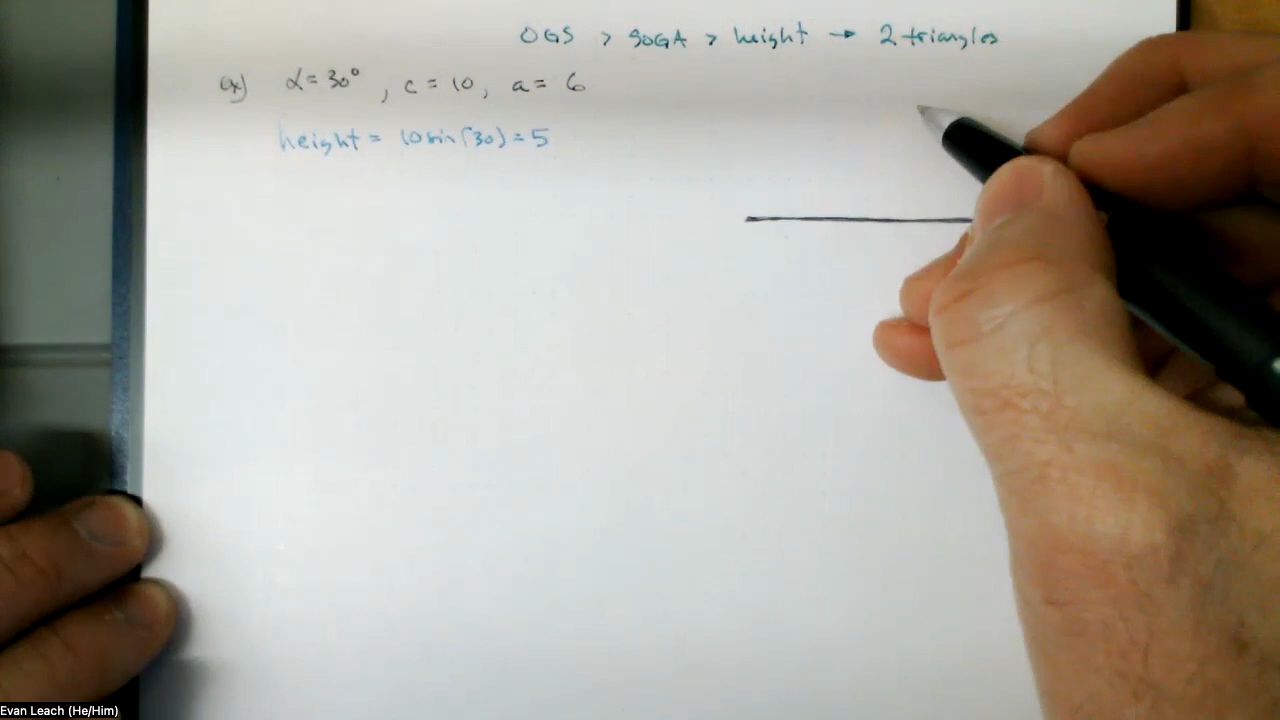 OGS > SOGA > height → 2 triangles
ex) α = 30°, c = 10, a = 6
height = 10 sin(30) = 5
Evan Leach (He/Him)